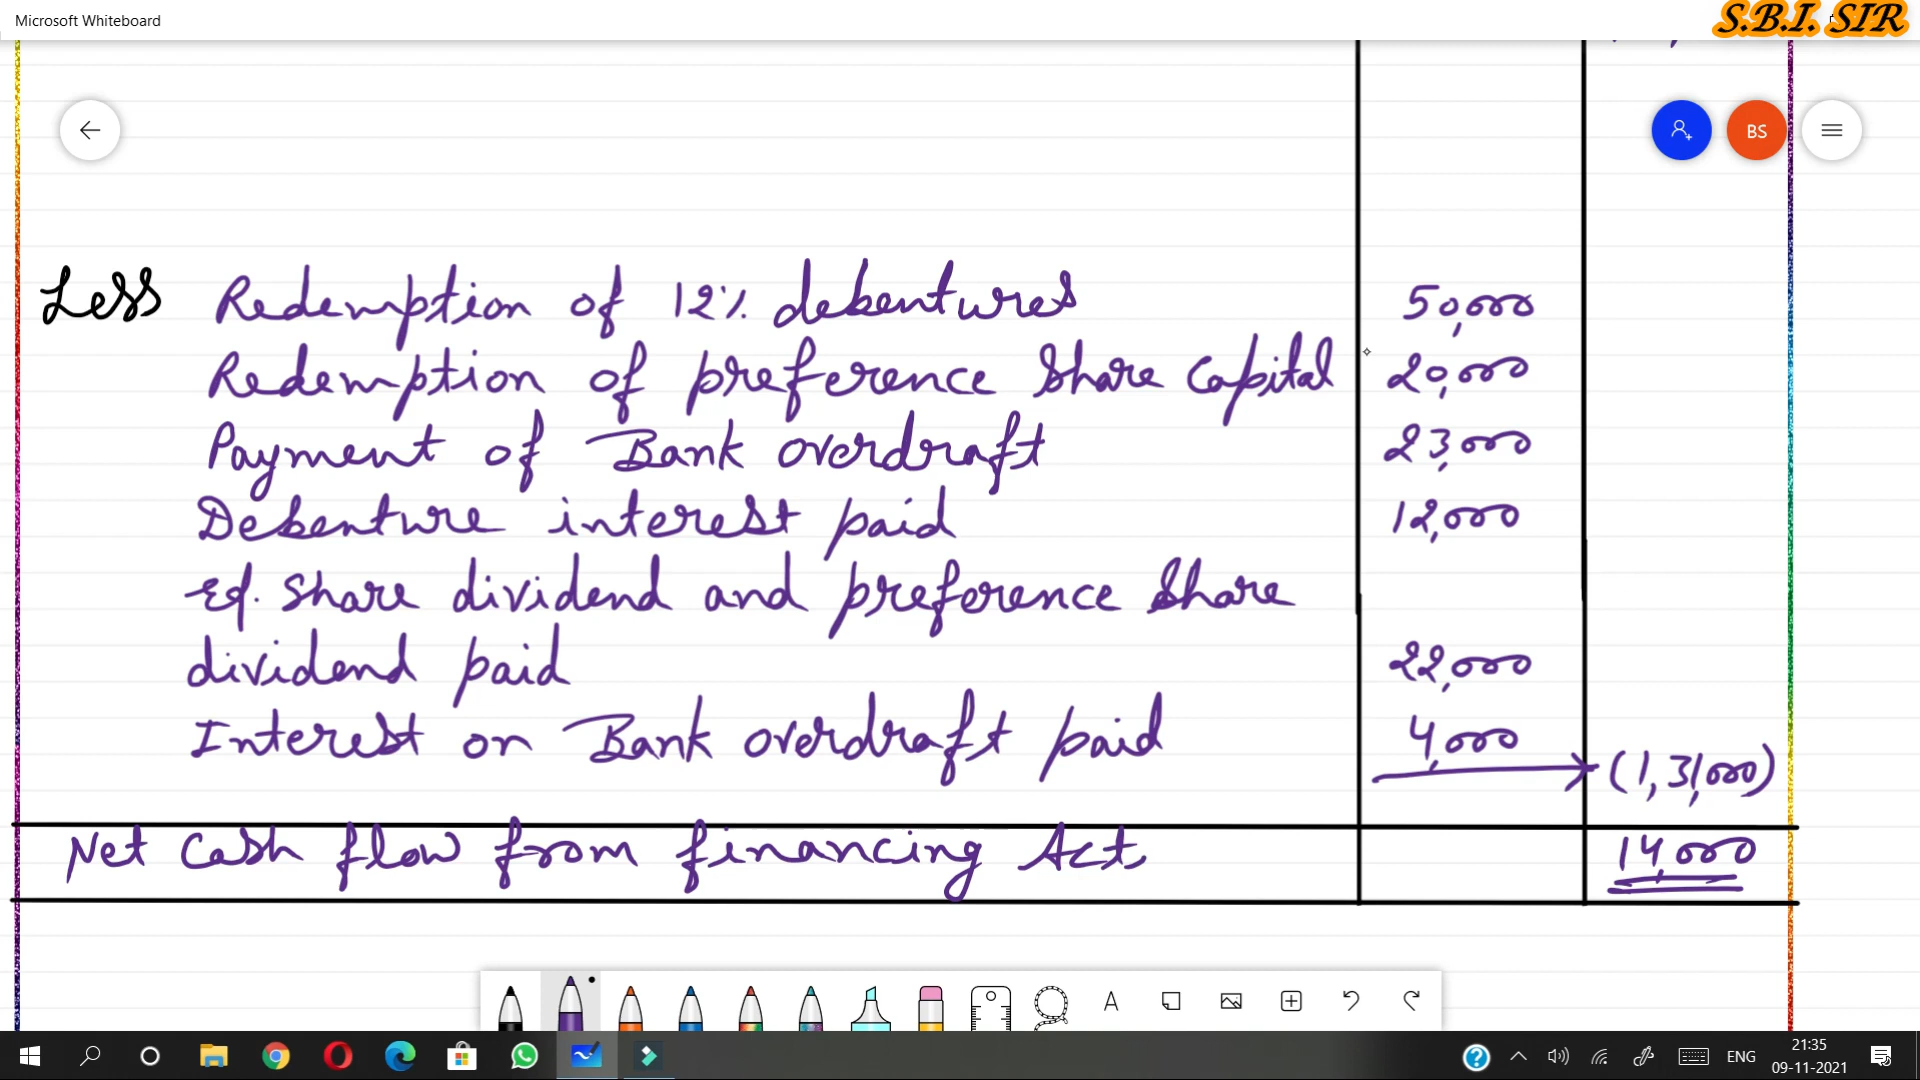 Microsoft Whiteboard
S.B.I. SIR
BS
Less Redemption of 12% debentures 50,000
Redemption of preference Share Capital 20,000
Payment of Bank overdraft 23,000
Debenture interest paid 12,000
Eq. Share dividend and preference Share
dividend paid 22,000
Interest on Bank overdraft paid 4,000 (1,31,000)
Net Cash flow from financing Act. 14,000
A
ENG
21:35
09-11-2021